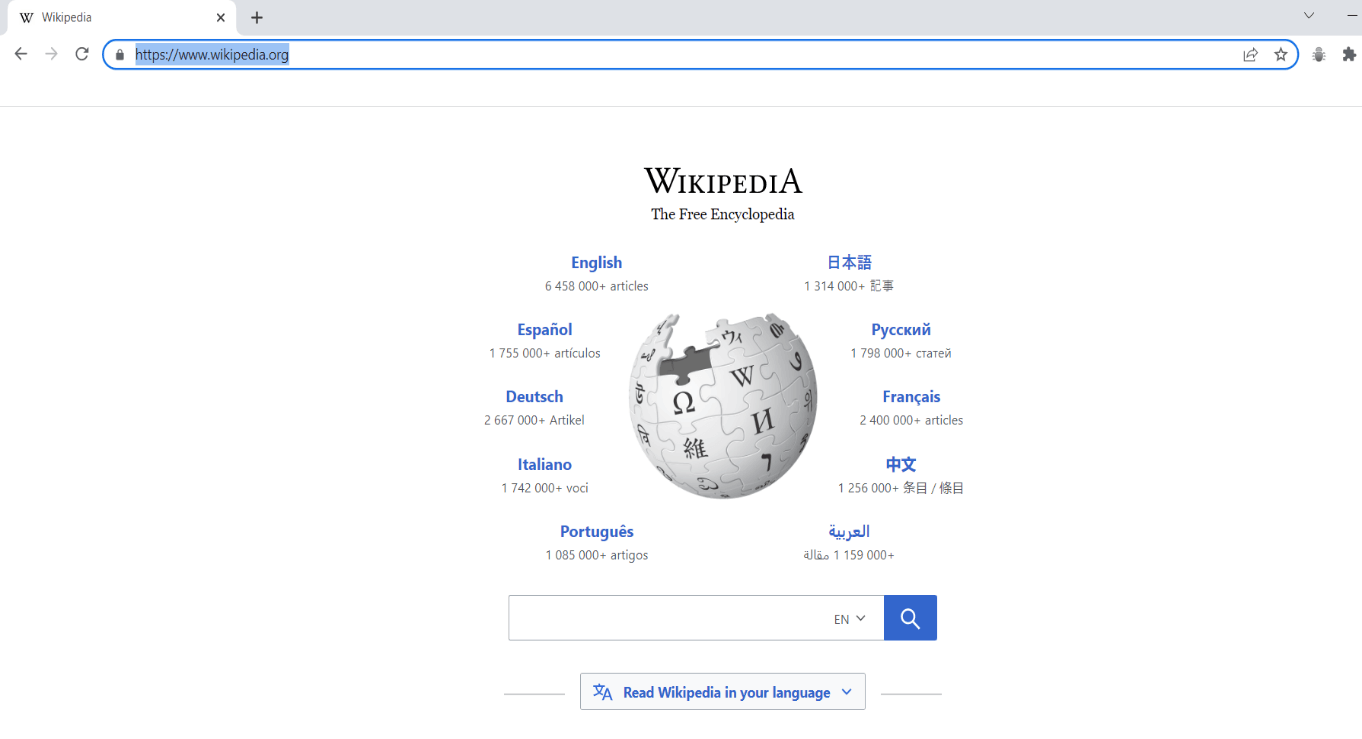 Wikipedia
https://www.wikipedia.org
WIKIPEDIA
The Free Encyclopedia
English
6 458 000+ articles
日本語
1 314 000+ 記事
Español
1 755 000+ artículos
Русский
1 798 000+ статей
Deutsch
2 667 000+ Artikel
Français
2 400 000+ articles
Italiano
1 742 000+ voci
中文
1 256 000+ 条目 / 條目
Português
1 085 000+ artigos
العربية
1 159 000+ مقالة
Ω
W
И
維
ウィ
EN
Read Wikipedia in your language